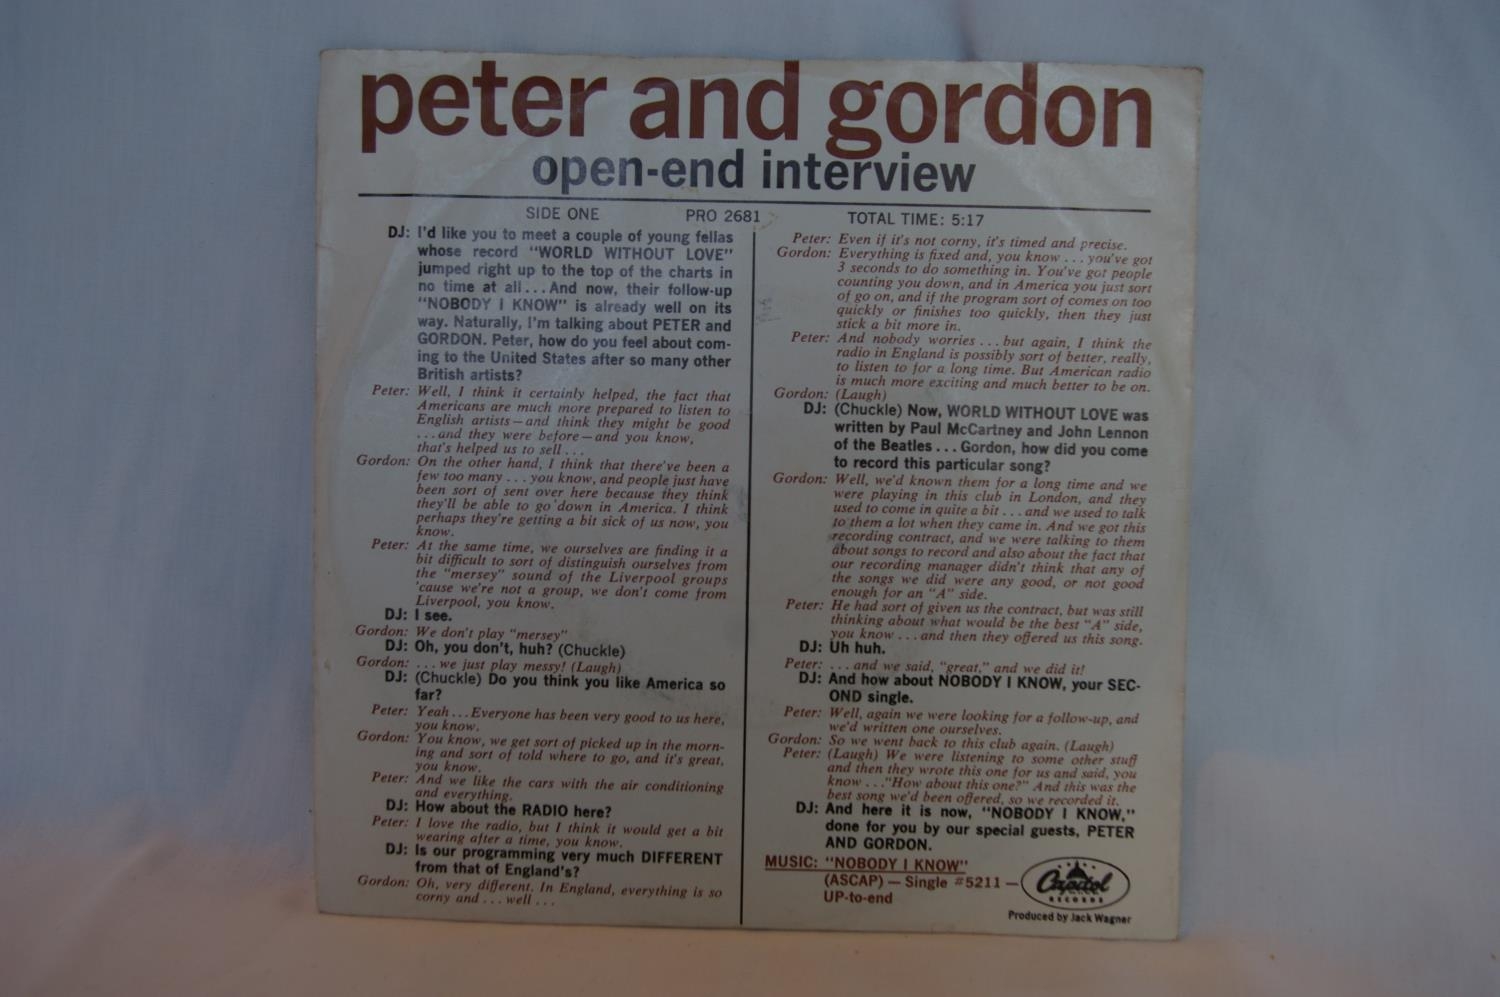 peter and gordon
open-end interview
SIDE ONE PRO 2681 TOTAL TIME: 5:17
DJ: I'd like you to meet a couple of young fellas
whose record "WORLD WITHOUT LOVE"
jumped right up to the top of the charts in
no time at all...And now, their follow-up
"NOBODY I KNOW" is already well on its
way. Naturally, I'm talking about PETER and
GORDON. Peter, how do you feel about com-
ing to the United States after so many other
British artists?
Peter: Well, I think it certainly helped, the fact that
Americans are much more prepared to listen to
English artists—and think they might be good
...and they were before—and you know,
that's helped us to sell...
Gordon: On the other hand, I think that there've been a
few too many...you know, and people just have
been sort of sent over here because they think
they'll be able to go down in America. I think
perhaps they're getting a bit sick of us now, you
know.
Peter: At the same time, we ourselves are finding it a
bit difficult to sort of distinguish ourselves from
the "mersey" sound of the Liverpool groups
'cause we're not a group, we don't come from
Liverpool, you know.
DJ: I see.
Gordon: We don't play "mersey"
DJ: Oh, you don't, huh? (Chuckle)
Gordon: ...we just play messy! (Laugh)
DJ: (Chuckle) Do you think you like America so
far?
Peter: Yeah...Everyone has been very good to us here,
you know.
Gordon: You know, we get sort of picked up in the morn-
ing and sort of told where to go, and it's great,
you know.
Peter: And we like the cars with the air conditioning
and everything.
DJ: How about the RADIO here?
Peter: I love the radio, but I think it would get a bit
wearing after a time, you know.
DJ: Is our programming very much DIFFERENT
from that of England's?
Gordon: Oh, very different. In England, everything is so
corny and...well...
Peter: Even if it's not corny, it's timed and precise.
Gordon: Everything is fixed and, you know...you've got
3 seconds to do something in. You've got people
counting you down, and in America you just sort
of go on, and if the program sort of comes on too
quickly or finishes too quickly, then they just
stick a bit more in.
Peter: And nobody worries...but again, I think the
radio in England is possibly sort of better, really,
to listen to for a long time. But American radio
is much more exciting and much better to be on.
Gordon: (Laugh)
DJ: (Chuckle) Now, WORLD WITHOUT LOVE was
written by Paul McCartney and John Lennon
of the Beatles...Gordon, how did you come
to record this particular song?
Gordon: Well, we'd known them for a long time and we
were playing in this club in London, and they
used to come in quite a bit...and we used to talk
to them a lot when they came in. And we got this
recording contract, and we were talking to them
about songs to record and also about the fact that
our recording manager didn't think that any of
the songs we did were any good, or not good
enough for an "A" side.
Peter: He had sort of given us the contract, but was still
thinking about what would be the best "A" side,
you know...and then they offered us this song.
DJ: Uh huh.
Peter: ...and we said, "great," and we did it!
DJ: And how about NOBODY I KNOW, your SEC-
OND single.
Peter: Well, again we were looking for a follow-up, and
we'd written one ourselves.
Gordon: So we went back to this club again. (Laugh)
Peter: (Laugh) We were listening to some other stuff
and then they wrote this one for us and said, you
know..."How about this one?" And this was the
best song we'd been offered, so we recorded it.
DJ: And here it is now, "NOBODY I KNOW,"
done for you by our special guests, PETER
AND GORDON.
MUSIC: "NOBODY I KNOW"
(ASCAP) — Single #5211 —
UP-to-end
Capitol
RECORDS
Produced by Jack Wagner